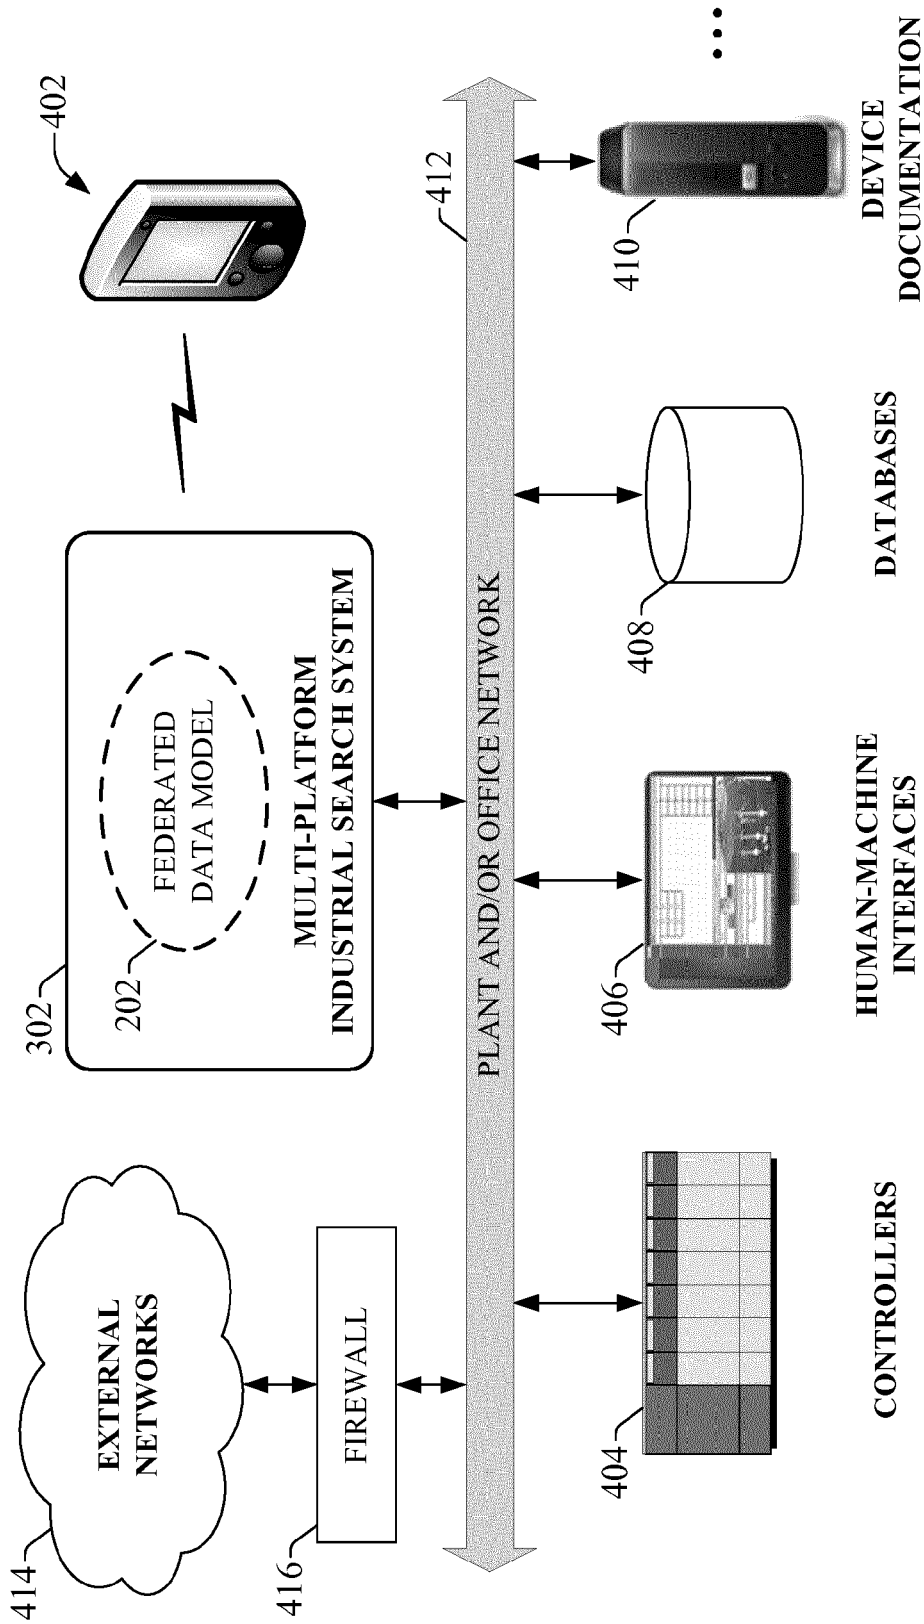 414
EXTERNAL
NETWORKS
416
FIREWALL
302
202
FEDERATED
DATA MODEL
MULTI-PLATFORM
INDUSTRIAL SEARCH SYSTEM
402
PLANT AND/OR OFFICE NETWORK
412
404
CONTROLLERS
406
HUMAN-MACHINE
INTERFACES
408
DATABASES
410
DEVICE
DOCUMENTATION
...